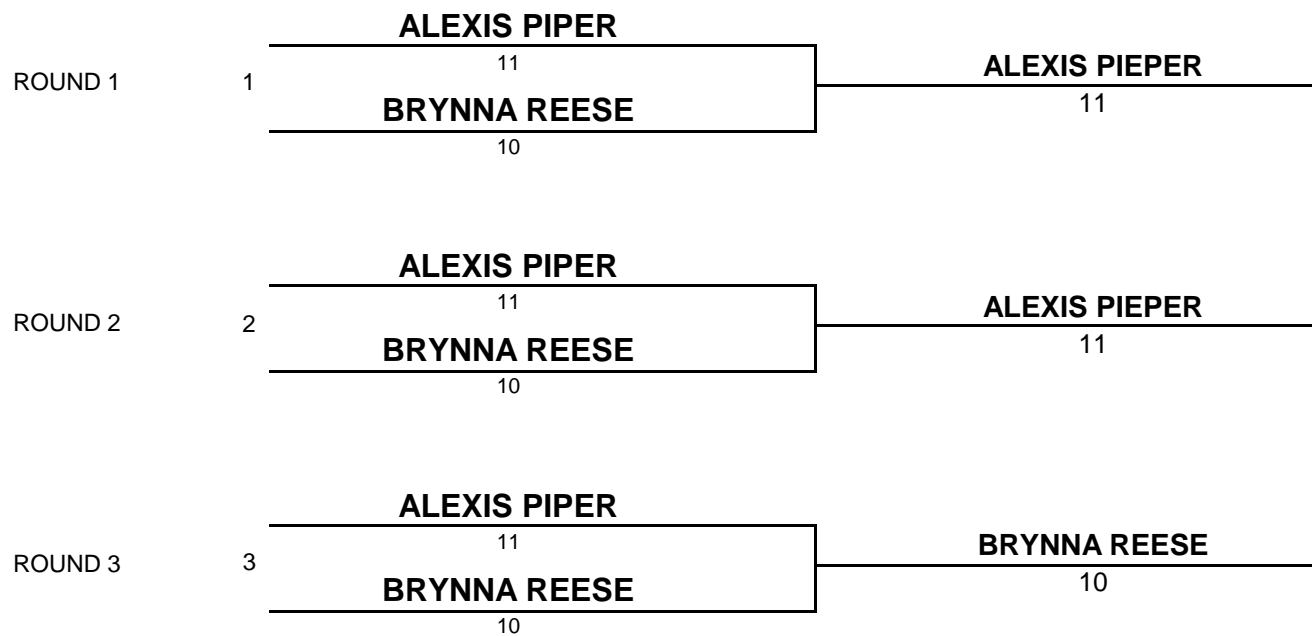 ALEXIS PIPER
11
ALEXIS PIEPER
ROUND 1
1
11
BRYNNA REESE
10
ALEXIS PIPER
11
ALEXIS PIEPER
ROUND 2
2
11
BRYNNA REESE
10
ALEXIS PIPER
11
BRYNNA REESE
ROUND 3
3
10
BRYNNA REESE
10